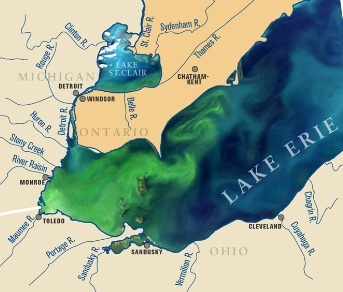 Clinton R.
St. Clair R.
Sydenham R.
Thames R.
Rouge R.
LAKE
ST. CLAIR
MICHIGAN
CHATHAM-
KENT
DETROIT
WINDSOR
Belle R.
Detroit R.
ONTARIO
Huron R.
Stony Creek
River Raisin
MONROE
LAKE ERIE
TOLEDO
Maumee R.
Portage R.
Sandusky R.
SANDUSKY
Vermilion R.
OHIO
CLEVELAND
Cuyahoga R.